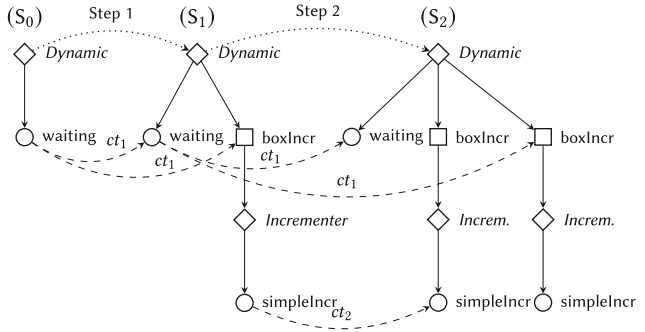 (S0) Step 1 (S1) Step 2 (S2)
Dynamic Dynamic Dynamic
waiting ct1 waiting ct1 boxIncr ct1 waiting boxIncr boxIncr
ct1
Incrementer Increm. Increm.
simpleIncr simpleIncr simpleIncr
ct2